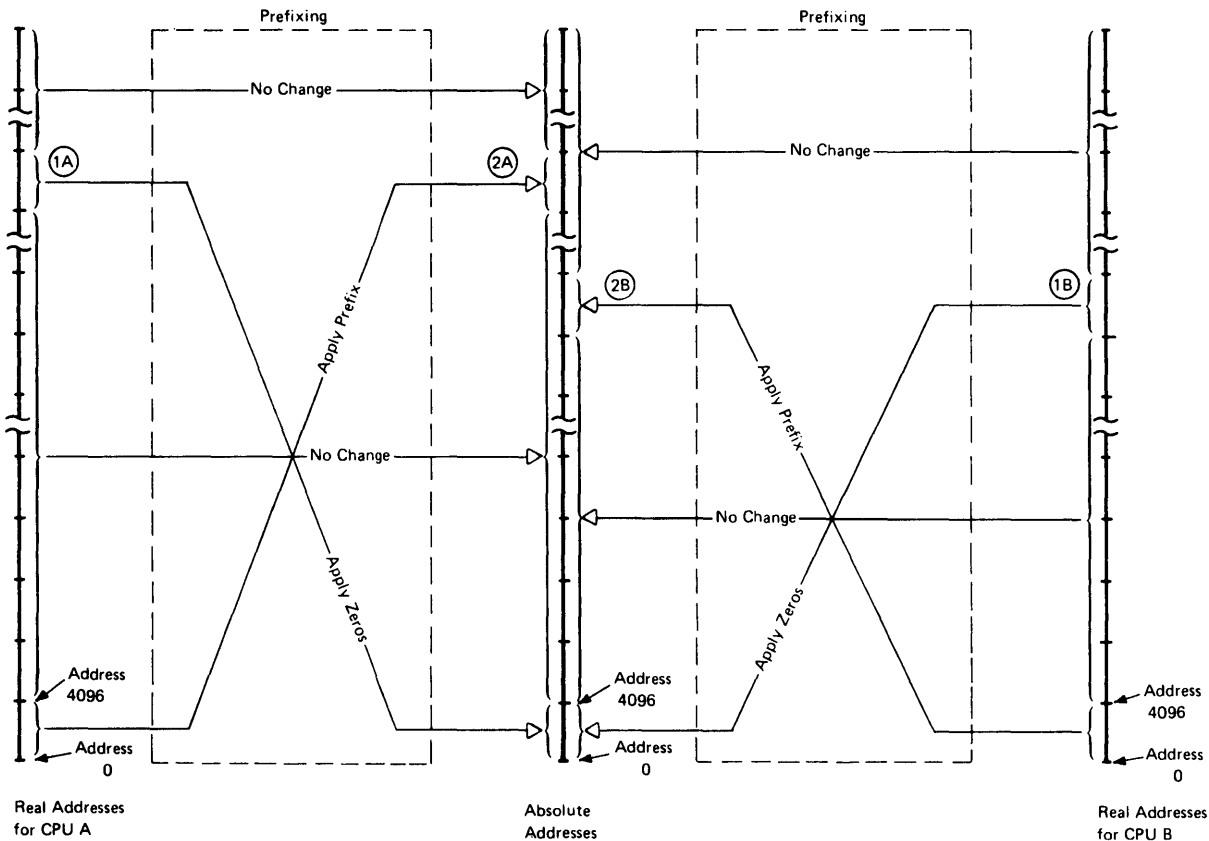 Prefixing
Prefixing
No Change
1A
2A
No Change
2B
1B
Apply Prefix
Apply Prefix
No Change
No Change
Apply Zeros
Apply Zeros
Address
4096
Address
0
Address
4096
Address
0
Address
4096
Address
0
Real Addresses
for CPU A
Absolute
Addresses
Real Addresses
for CPU B